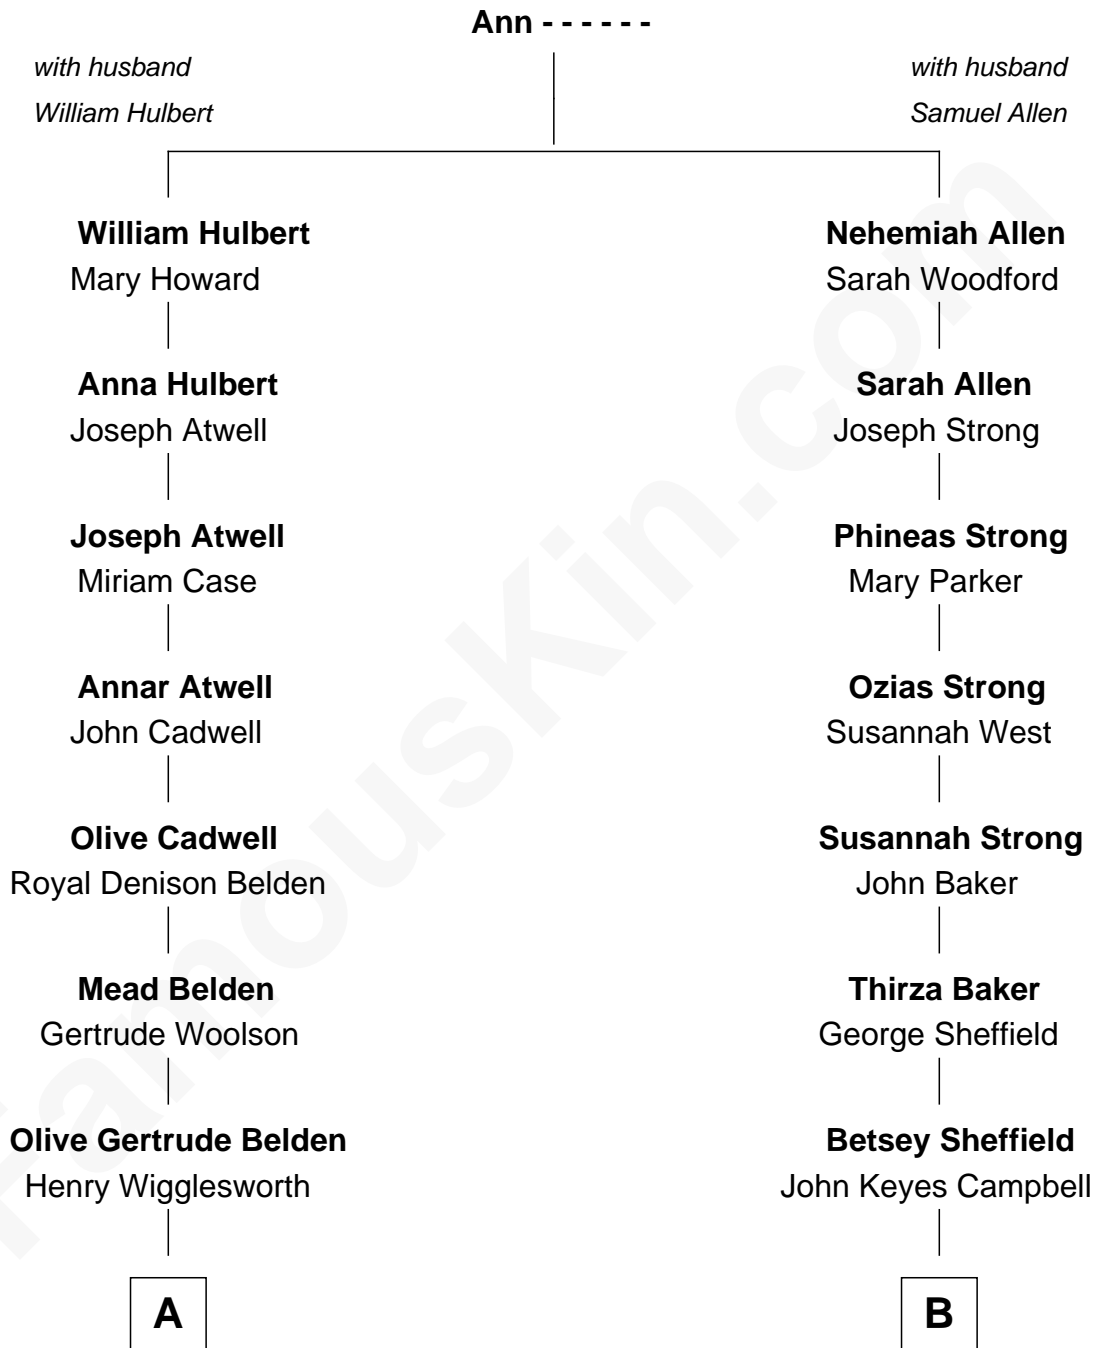 Ann - - - - - -
with husband
William Hulbert
with husband
Samuel Allen
William Hulbert
Mary Howard
Nehemiah Allen
Sarah Woodford
Anna Hulbert
Joseph Atwell
Sarah Allen
Joseph Strong
Joseph Atwell
Miriam Case
Phineas Strong
Mary Parker
Annar Atwell
John Cadwell
Ozias Strong
Susannah West
Olive Cadwell
Royal Denison Belden
Susannah Strong
John Baker
Mead Belden
Gertrude Woolson
Thirza Baker
George Sheffield
Olive Gertrude Belden
Henry Wigglesworth
Betsey Sheffield
John Keyes Campbell
A
B
FamousKin.com